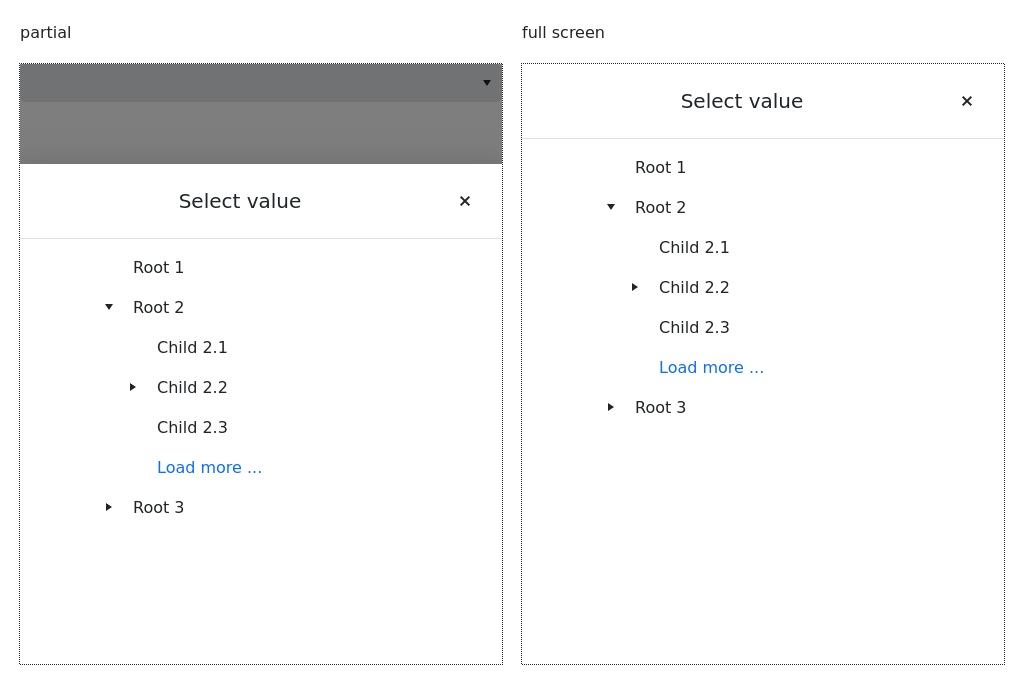 partial
Select value
Root 1
Root 2
Child 2.1
Child 2.2
Child 2.3
Load more ...
Root 3
full screen
Select value
Root 1
Root 2
Child 2.1
Child 2.2
Child 2.3
Load more ...
Root 3